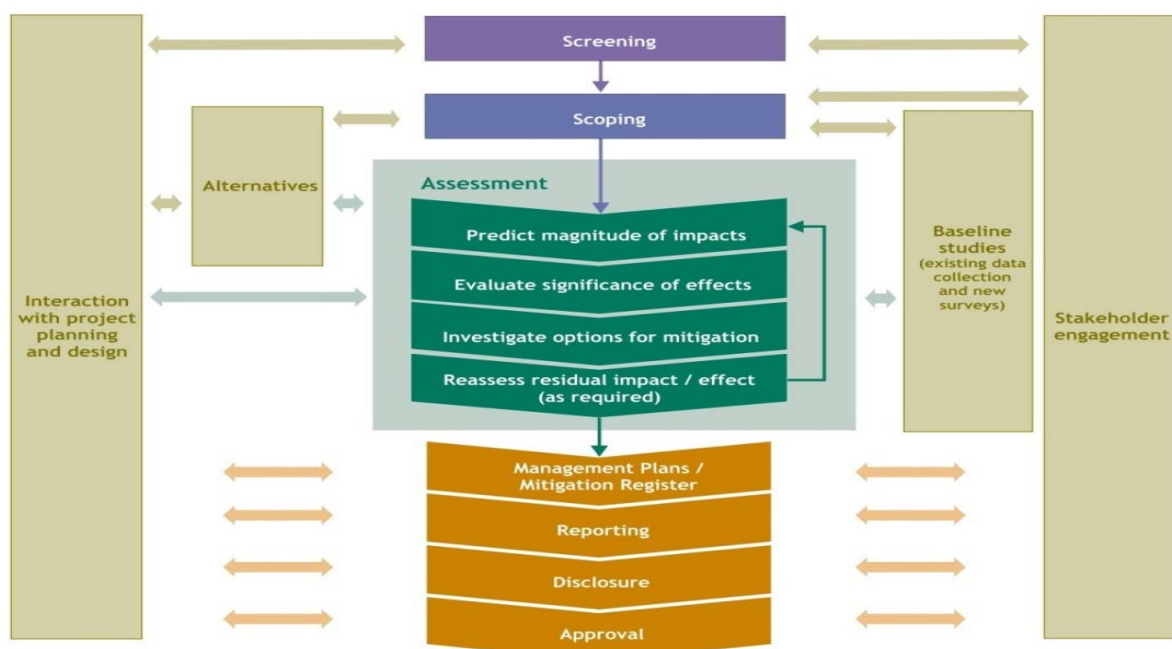 Screening
Scoping
Alternatives
Assessment
Predict magnitude of impacts
Evaluate significance of effects
Investigate options for mitigation
Reassess residual impact / effect
(as required)
Baseline
studies
(existing data
collection
and new
surveys)
Interaction
with project
planning
and design
Stakeholder
engagement
Management Plans /
Mitigation Register
Reporting
Disclosure
Approval